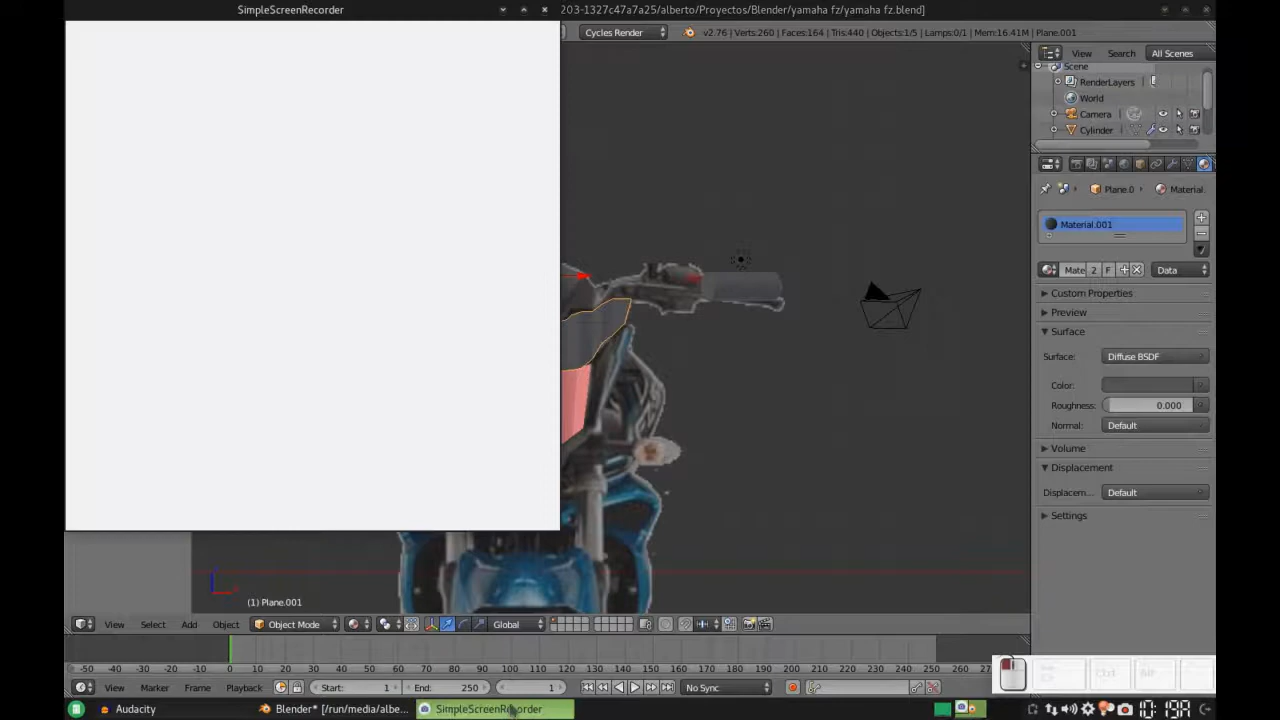 SimpleScreenRecorder
203-1327c47a7a25/alberto/Proyectos/Blender/yamaha fz/yamaha fz.blend]
Cycles Render
v2.76 | Verts:260 | Faces:164 | Tris:440 | Objects:1/5 | Lamps:0/1 | Mem:16.41M | Plane.001
View
Search
All Scenes
Scene
RenderLayers
World
Camera
Cylinder
Plane.0
Material.
Material.001
Mate
2
F
Data
Custom Properties
Preview
Surface
Surface:
Diffuse BSDF
Color:
Roughness:
0.000
Normal:
Default
Volume
Displacement
Displacem...
Default
Settings
(1) Plane.001
View
Select
Add
Object
Object Mode
Global
-50 -40 -30 -20 -10 0 10 20 30 40 50 60 70 80 90 100 110 120 130 140 150 160 170 180 190 200 210 220 230 240 250 260
View
Marker
Frame
Playback
Start: 1
End: 250
1
No Sync
Ctrl
Alt
Audacity
Blender* [/run/media/albe...
SimpleScreenRecorder